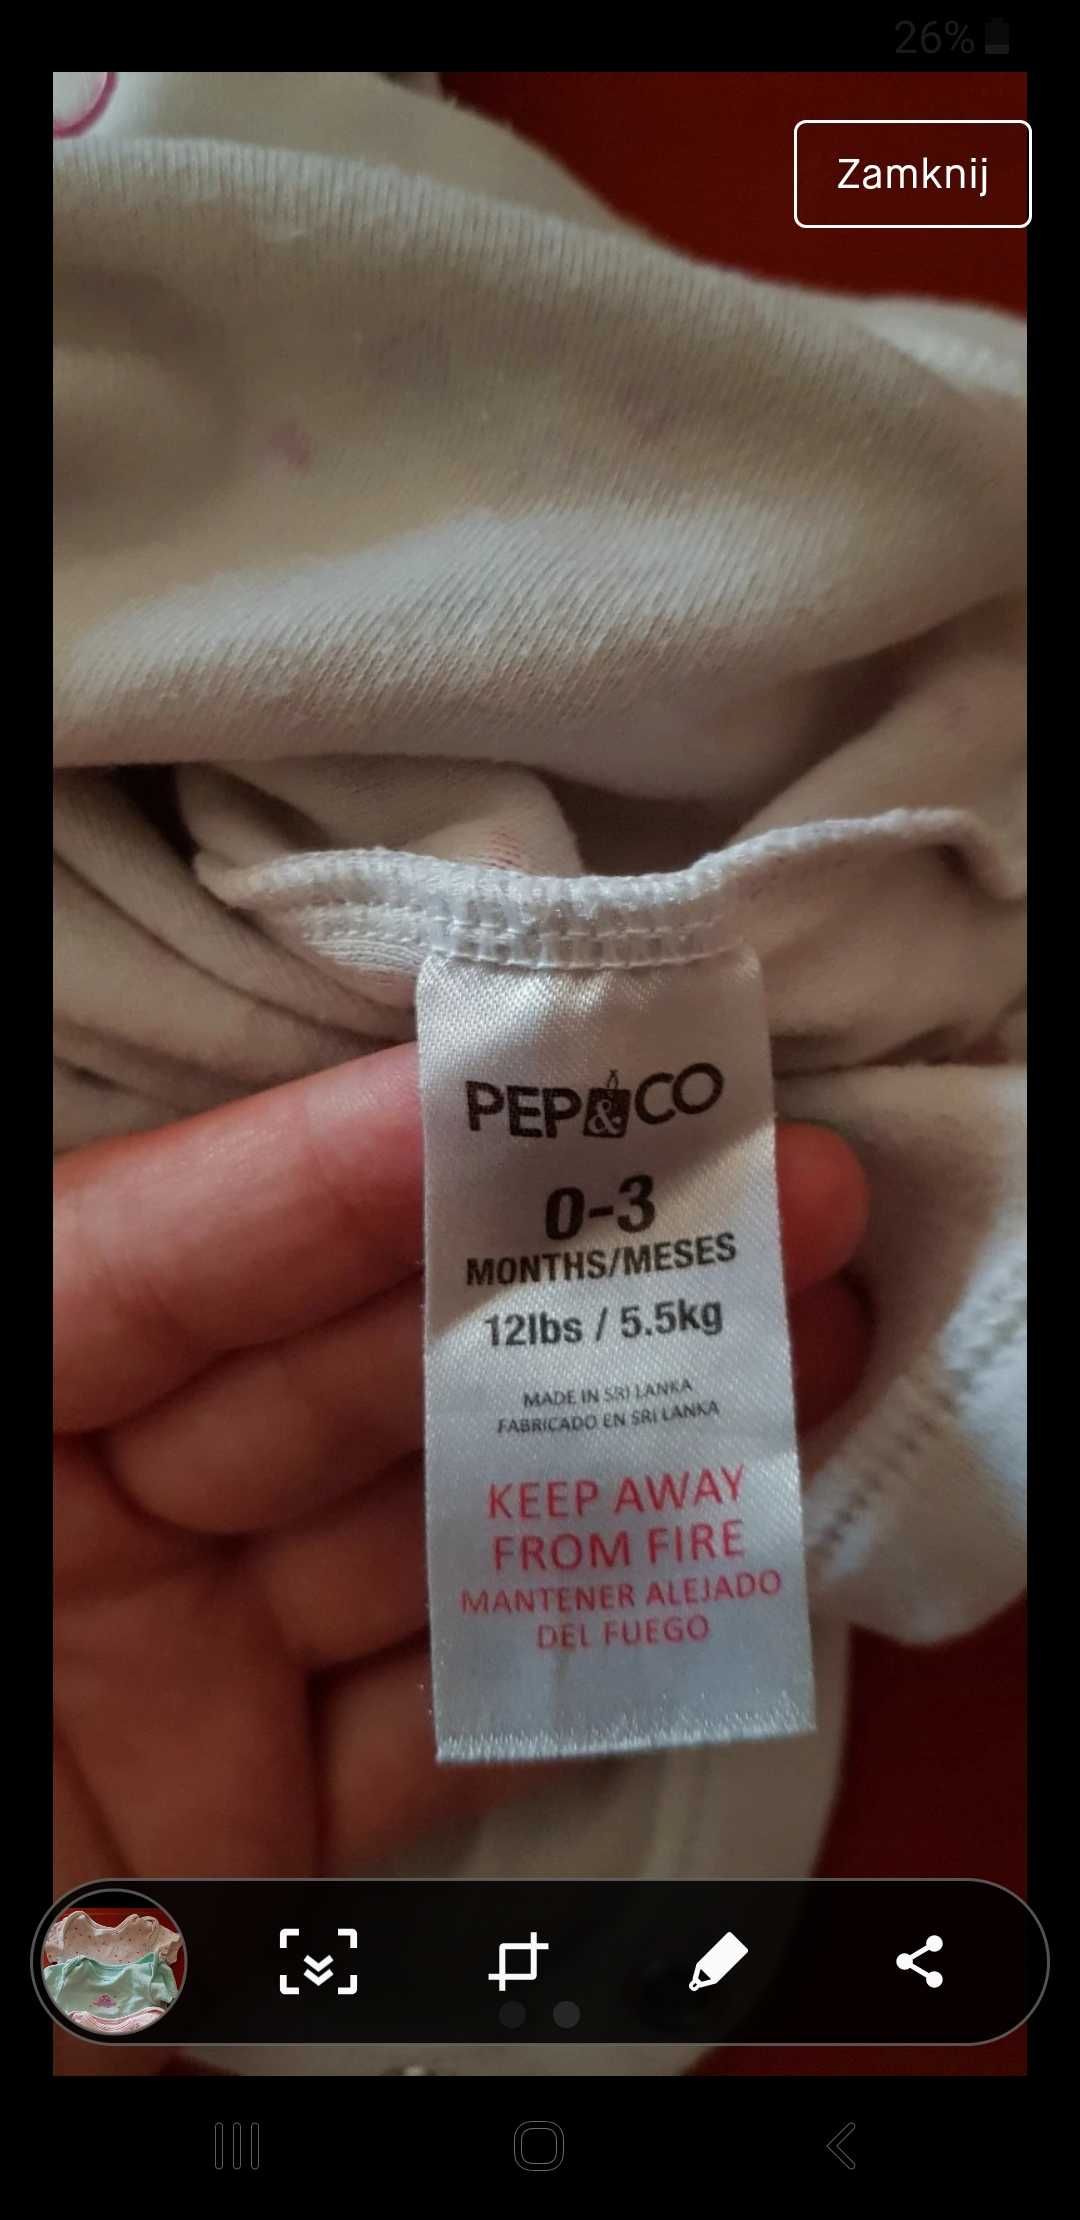 26%
Zamknij
PEP&CO
0-3
MONTHS/MESES
12lbs / 5.5kg
MADE IN SRI LANKA
FABRICADO EN SRI LANKA
KEEP AWAY
FROM FIRE
MANTENER ALEJADO
DEL FUEGO